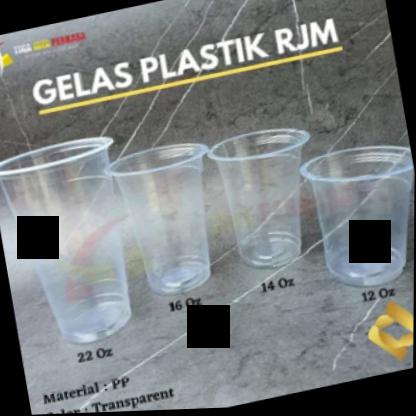 GELAS PLASTIK RJM
22 Oz
16 Oz
14 Oz
12 Oz
Material : PP
: Transparent